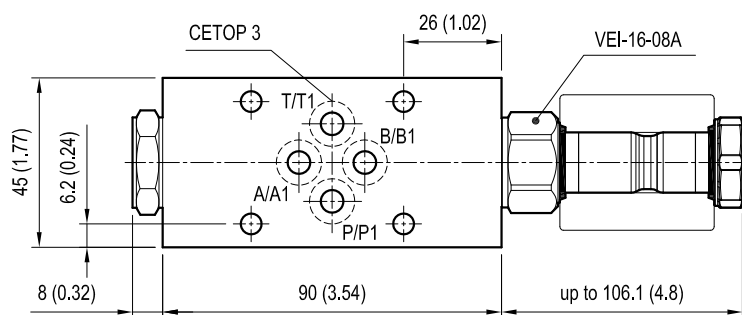 CETOP 3
26 (1.02)
VEI-16-08A
T/T1
B/B1
A/A1
P/P1
45 (1.77)
6.2 (0.24)
8 (0.32)
90 (3.54)
up to 106.1 (4.8)